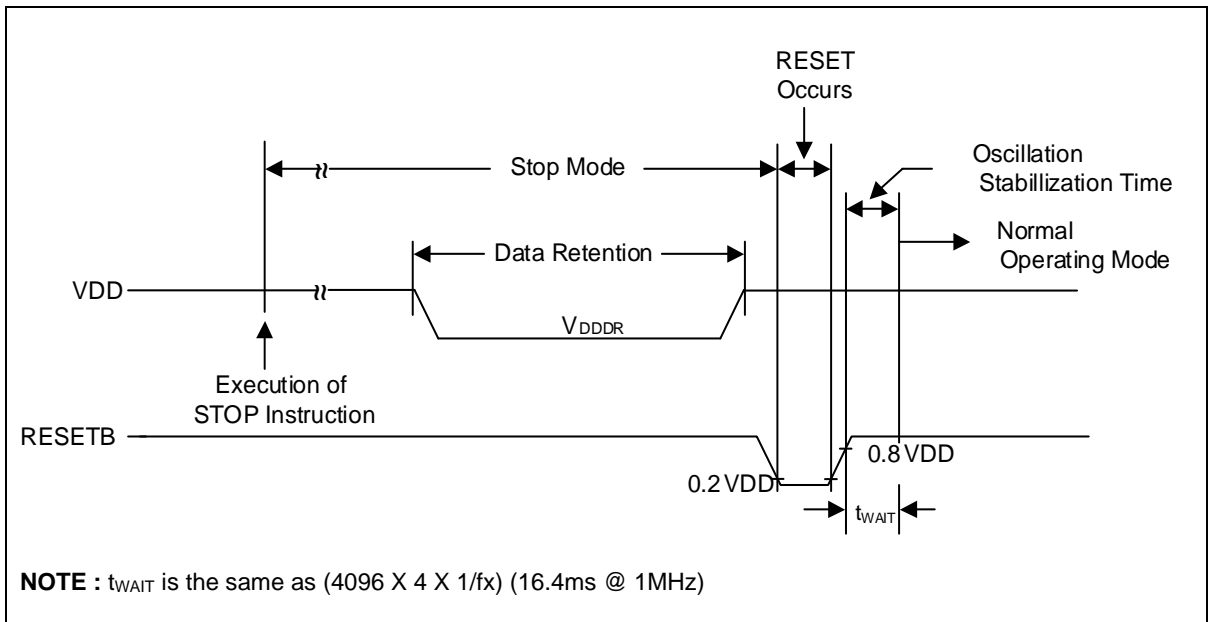 RESET
Occurs
Stop Mode
Oscillation
Stabillization Time
Normal
Operating Mode
Data Retention
VDD
VDDDR
Execution of
STOP Instruction
RESETB
0.8 VDD
0.2 VDD
tWAIT
NOTE : tWAIT is the same as (4096 X 4 X 1/fx) (16.4ms @ 1MHz)